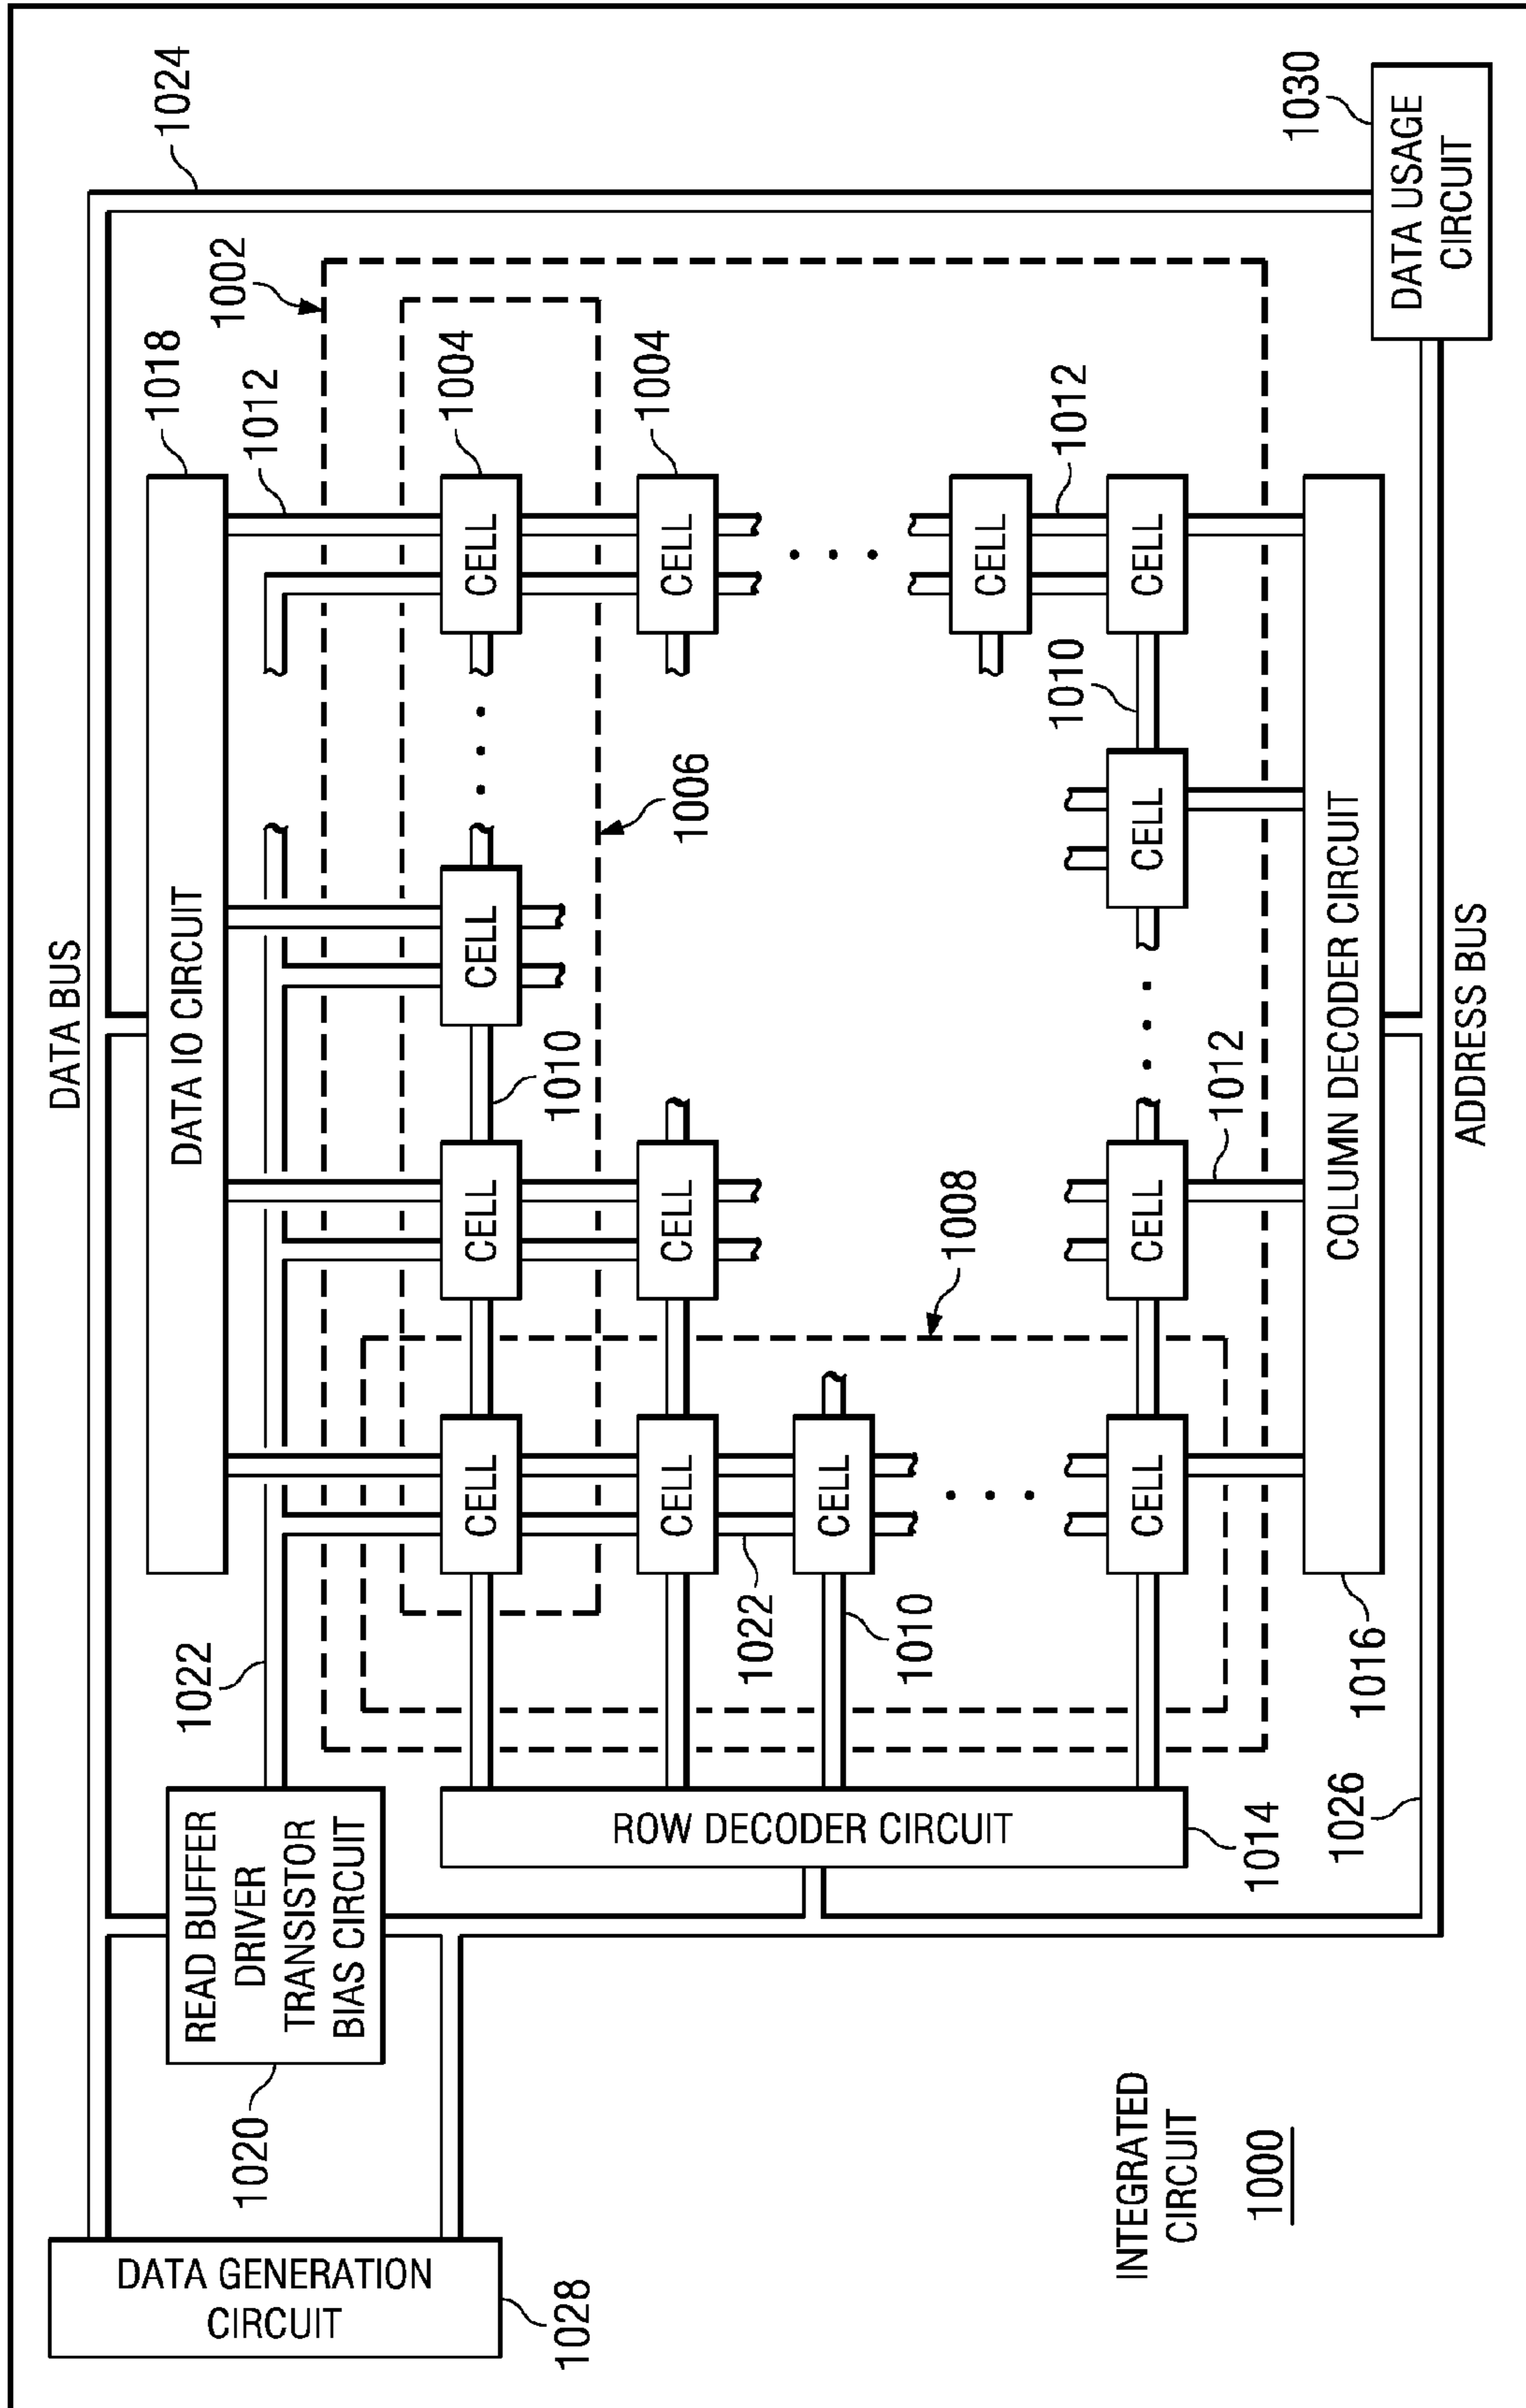 DATA BUS
1024
DATA IO CIRCUIT
1018
1012
1002
1022
READ BUFFER
DRIVER
TRANSISTOR
BIAS CIRCUIT
1020
DATA GENERATION
CIRCUIT
1028
CELL
CELL
CELL
CELL
1004
1010
CELL
CELL
CELL
1004
1006
1022
CELL
1010
1008
CELL
ROW DECODER CIRCUIT
1014
CELL
CELL
CELL
CELL
1010
1012
1012
COLUMN DECODER CIRCUIT
1016
1026
ADDRESS BUS
DATA USAGE
CIRCUIT
1030
INTEGRATED
CIRCUIT
1000